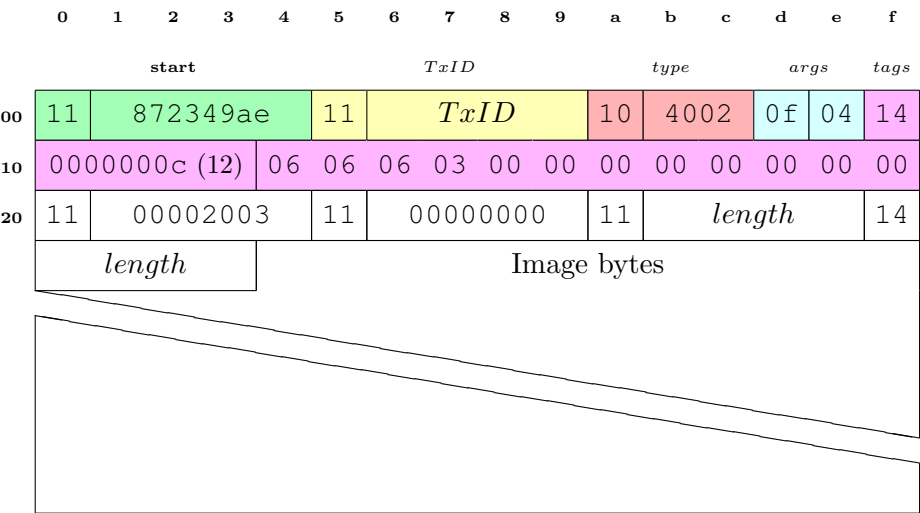 0 1 2 3 4 5 6 7 8 9 a b c d e f
start TxID type args tags
00 11 872349ae 11 TxID 10 4002 0f 04 14
10 0000000c (12) 06 06 06 03 00 00 00 00 00 00 00 00
20 11 00002003 11 00000000 11 length 14
length Image bytes